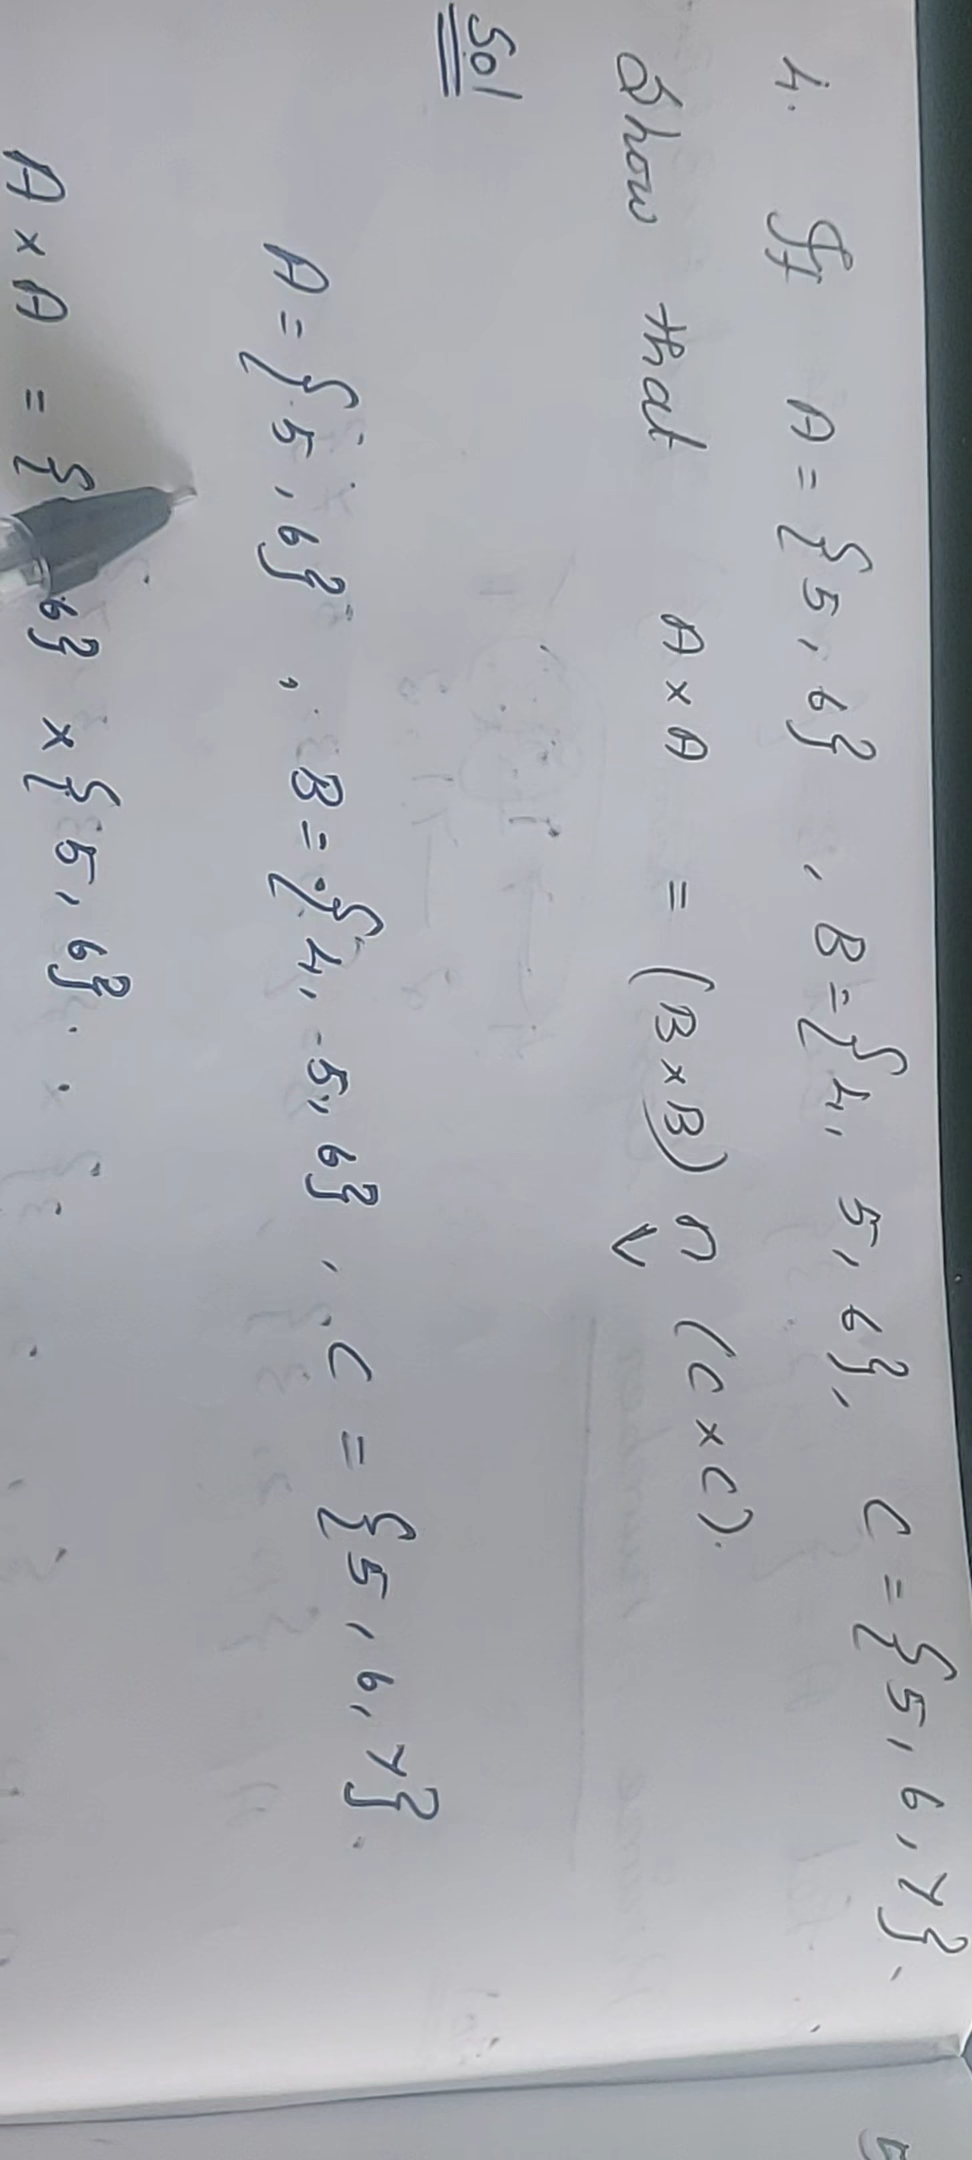 4. If A = {5, 6}, B = {4, 5, 6}, C = {5, 6, 7}.
Show that A × A = (B × B) ∩ (C × C).
Sol
A = {5, 6}, B = {4, 5, 6}, C = {5, 6, 7}.
A × A = { 6} × {5, 6}.